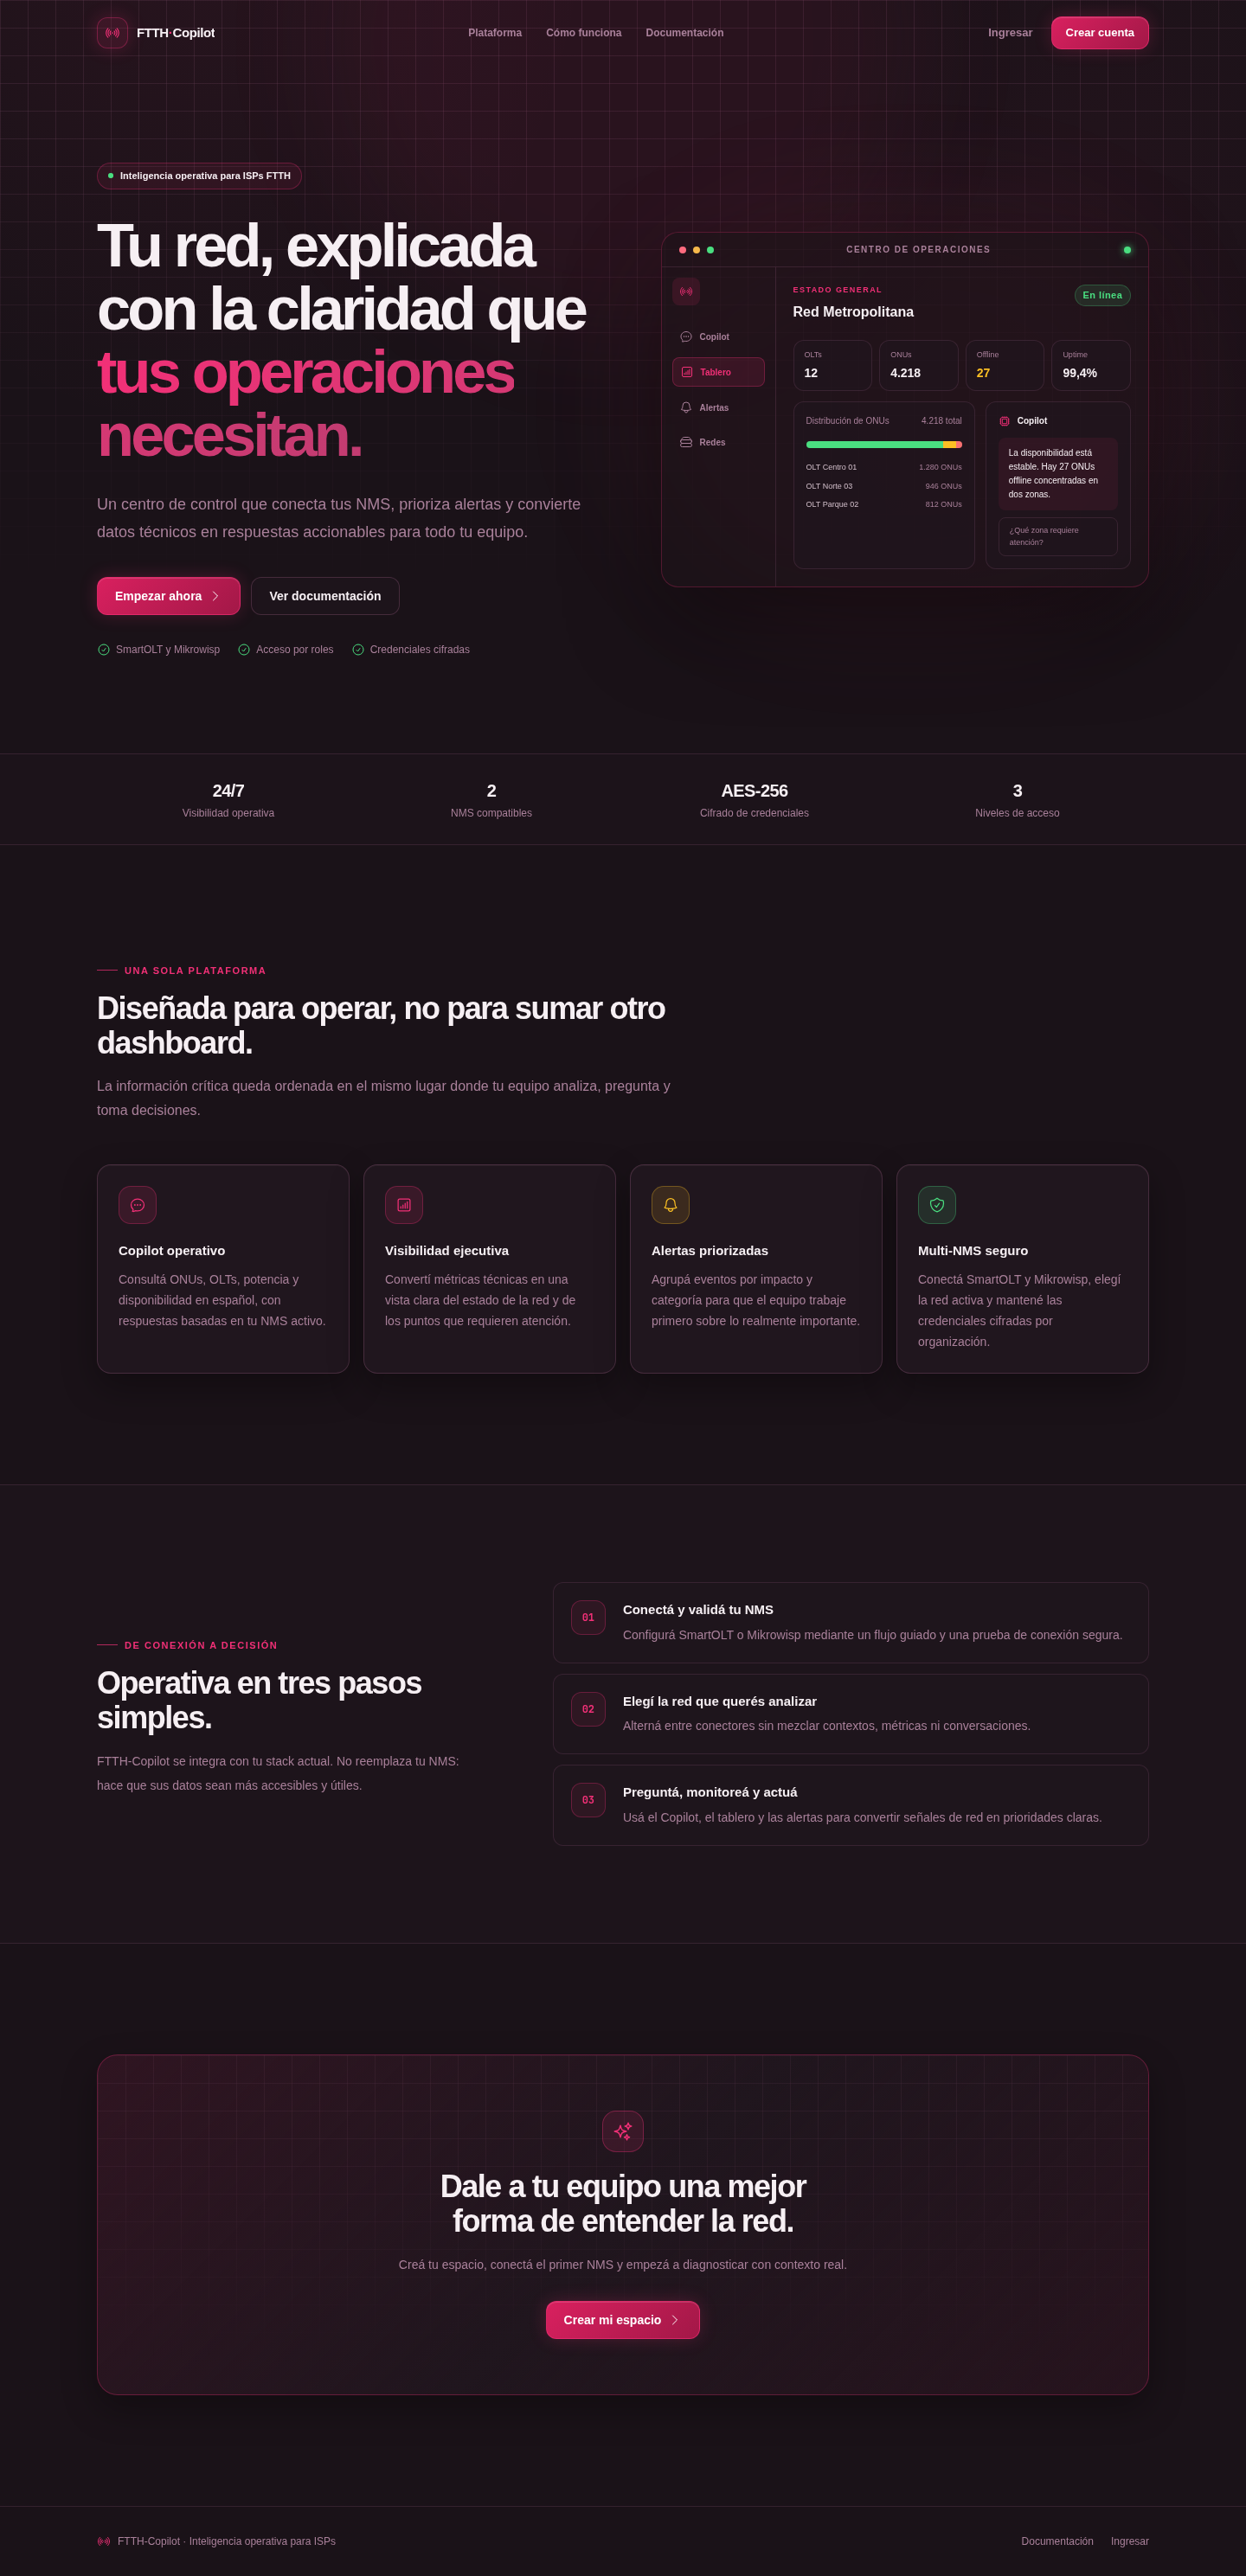 FTTH·Copilot
Plataforma
Cómo funciona
Documentación
Ingresar
Crear cuenta
Inteligencia operativa para ISPs FTTH
Tu red, explicada
con la claridad que
tus operaciones
necesitan.
Un centro de control que conecta tus NMS, prioriza alertas y convierte
datos técnicos en respuestas accionables para todo tu equipo.
Empezar ahora
Ver documentación
SmartOLT y Mikrowisp
Acceso por roles
Credenciales cifradas
CENTRO DE OPERACIONES
Copilot
Tablero
Alertas
Redes
ESTADO GENERAL
Red Metropolitana
En línea
OLTs
12
ONUs
4.218
Offline
27
Uptime
99,4%
Distribución de ONUs
4.218 total
OLT Centro 01
1.280 ONUs
OLT Norte 03
946 ONUs
OLT Parque 02
812 ONUs
Copilot
La disponibilidad está
estable. Hay 27 ONUs
offline concentradas en
dos zonas.
¿Qué zona requiere
atención?
24/7
Visibilidad operativa
2
NMS compatibles
AES-256
Cifrado de credenciales
3
Niveles de acceso
UNA SOLA PLATAFORMA
Diseñada para operar, no para sumar otro
dashboard.
La información crítica queda ordenada en el mismo lugar donde tu equipo analiza, pregunta y
toma decisiones.
Copilot operativo
Consultá ONUs, OLTs, potencia y
disponibilidad en español, con
respuestas basadas en tu NMS activo.
Visibilidad ejecutiva
Convertí métricas técnicas en una
vista clara del estado de la red y de
los puntos que requieren atención.
Alertas priorizadas
Agrupá eventos por impacto y
categoría para que el equipo trabaje
primero sobre lo realmente importante.
Multi-NMS seguro
Conectá SmartOLT y Mikrowisp, elegí
la red activa y mantené las
credenciales cifradas por
organización.
DE CONEXIÓN A DECISIÓN
Operativa en tres pasos
simples.
FTTH-Copilot se integra con tu stack actual. No reemplaza tu NMS:
hace que sus datos sean más accesibles y útiles.
01
Conectá y validá tu NMS
Configurá SmartOLT o Mikrowisp mediante un flujo guiado y una prueba de conexión segura.
02
Elegí la red que querés analizar
Alterná entre conectores sin mezclar contextos, métricas ni conversaciones.
03
Preguntá, monitoreá y actuá
Usá el Copilot, el tablero y las alertas para convertir señales de red en prioridades claras.
Dale a tu equipo una mejor
forma de entender la red.
Creá tu espacio, conectá el primer NMS y empezá a diagnosticar con contexto real.
Crear mi espacio
FTTH-Copilot · Inteligencia operativa para ISPs
Documentación
Ingresar